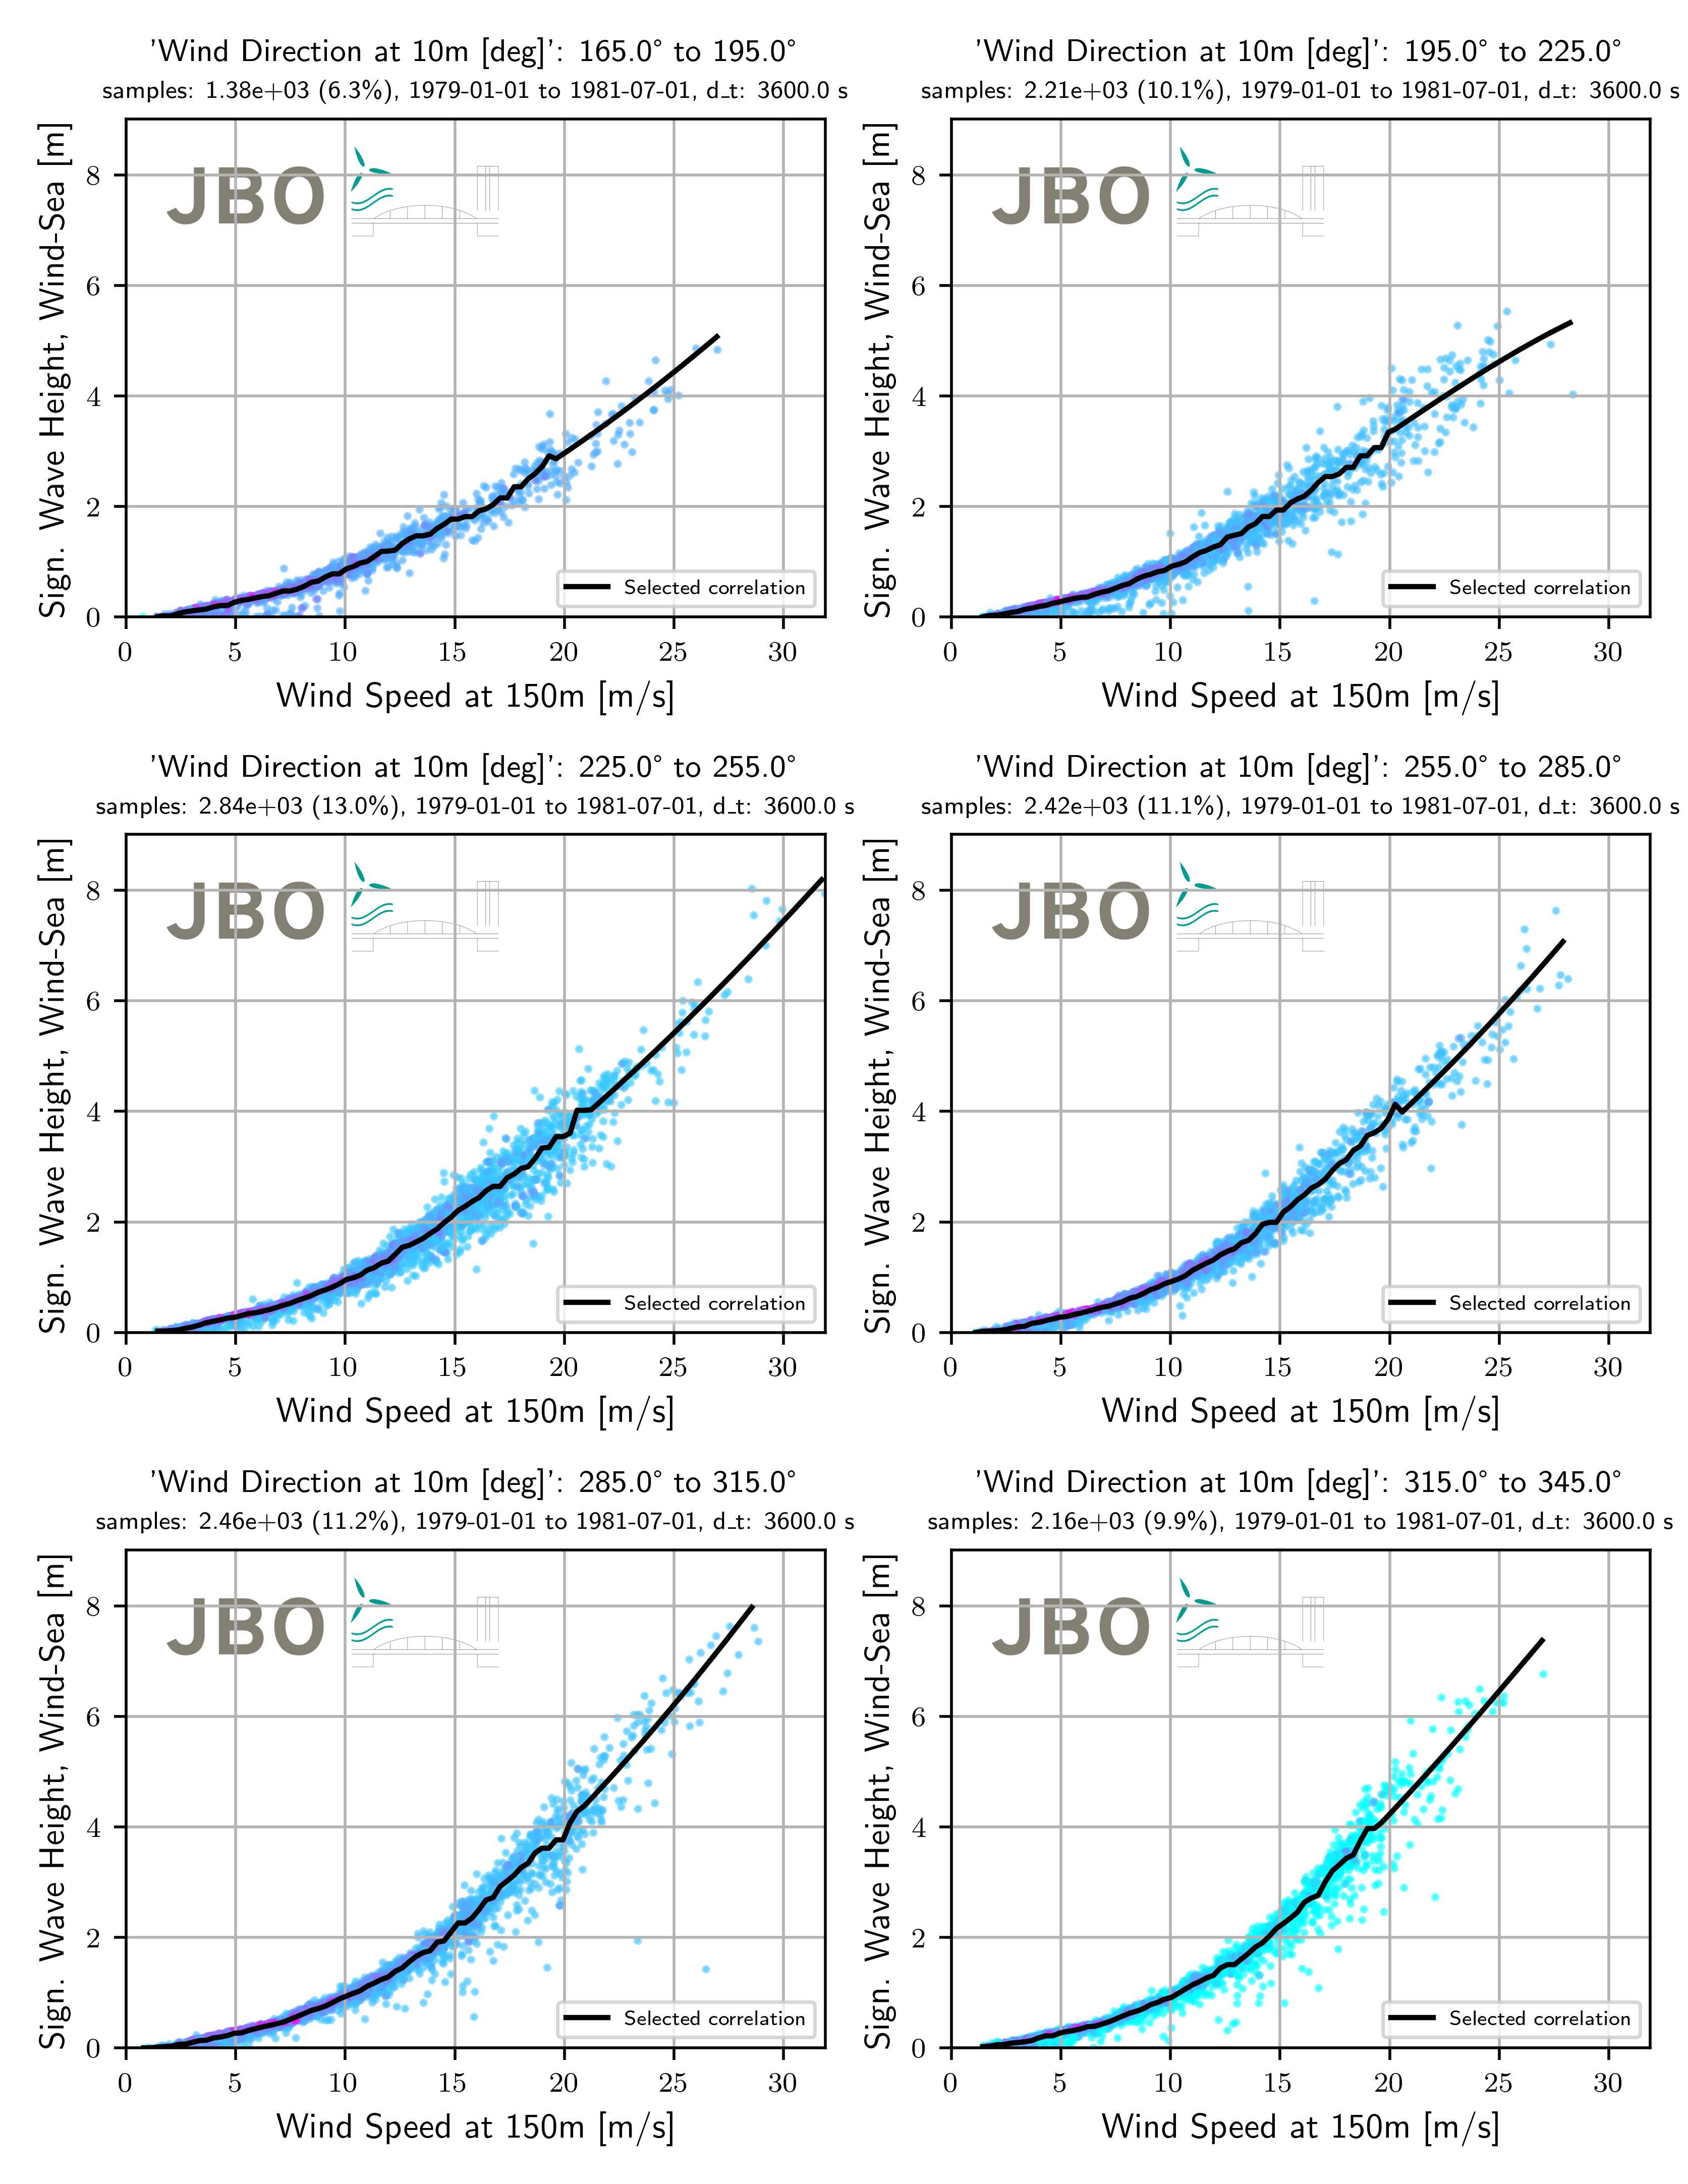 'Wind Direction at 10m [deg]': 165.0° to 195.0°
samples: 1.38e+03 (6.3%), 1979-01-01 to 1981-07-01, d_t: 3600.0 s
Sign. Wave Height, Wind-Sea [m]
8
6
4
2
0
JBO
Selected correlation
0 5 10 15 20 25 30
Wind Speed at 150m [m/s]
'Wind Direction at 10m [deg]': 195.0° to 225.0°
samples: 2.21e+03 (10.1%), 1979-01-01 to 1981-07-01, d_t: 3600.0 s
Sign. Wave Height, Wind-Sea [m]
8
6
4
2
0
JBO
Selected correlation
0 5 10 15 20 25 30
Wind Speed at 150m [m/s]
'Wind Direction at 10m [deg]': 225.0° to 255.0°
samples: 2.84e+03 (13.0%), 1979-01-01 to 1981-07-01, d_t: 3600.0 s
Sign. Wave Height, Wind-Sea [m]
8
6
4
2
0
JBO
Selected correlation
0 5 10 15 20 25 30
Wind Speed at 150m [m/s]
'Wind Direction at 10m [deg]': 255.0° to 285.0°
samples: 2.42e+03 (11.1%), 1979-01-01 to 1981-07-01, d_t: 3600.0 s
Sign. Wave Height, Wind-Sea [m]
8
6
4
2
0
JBO
Selected correlation
0 5 10 15 20 25 30
Wind Speed at 150m [m/s]
'Wind Direction at 10m [deg]': 285.0° to 315.0°
samples: 2.46e+03 (11.2%), 1979-01-01 to 1981-07-01, d_t: 3600.0 s
Sign. Wave Height, Wind-Sea [m]
8
6
4
2
0
JBO
Selected correlation
0 5 10 15 20 25 30
Wind Speed at 150m [m/s]
'Wind Direction at 10m [deg]': 315.0° to 345.0°
samples: 2.16e+03 (9.9%), 1979-01-01 to 1981-07-01, d_t: 3600.0 s
Sign. Wave Height, Wind-Sea [m]
8
6
4
2
0
JBO
Selected correlation
0 5 10 15 20 25 30
Wind Speed at 150m [m/s]